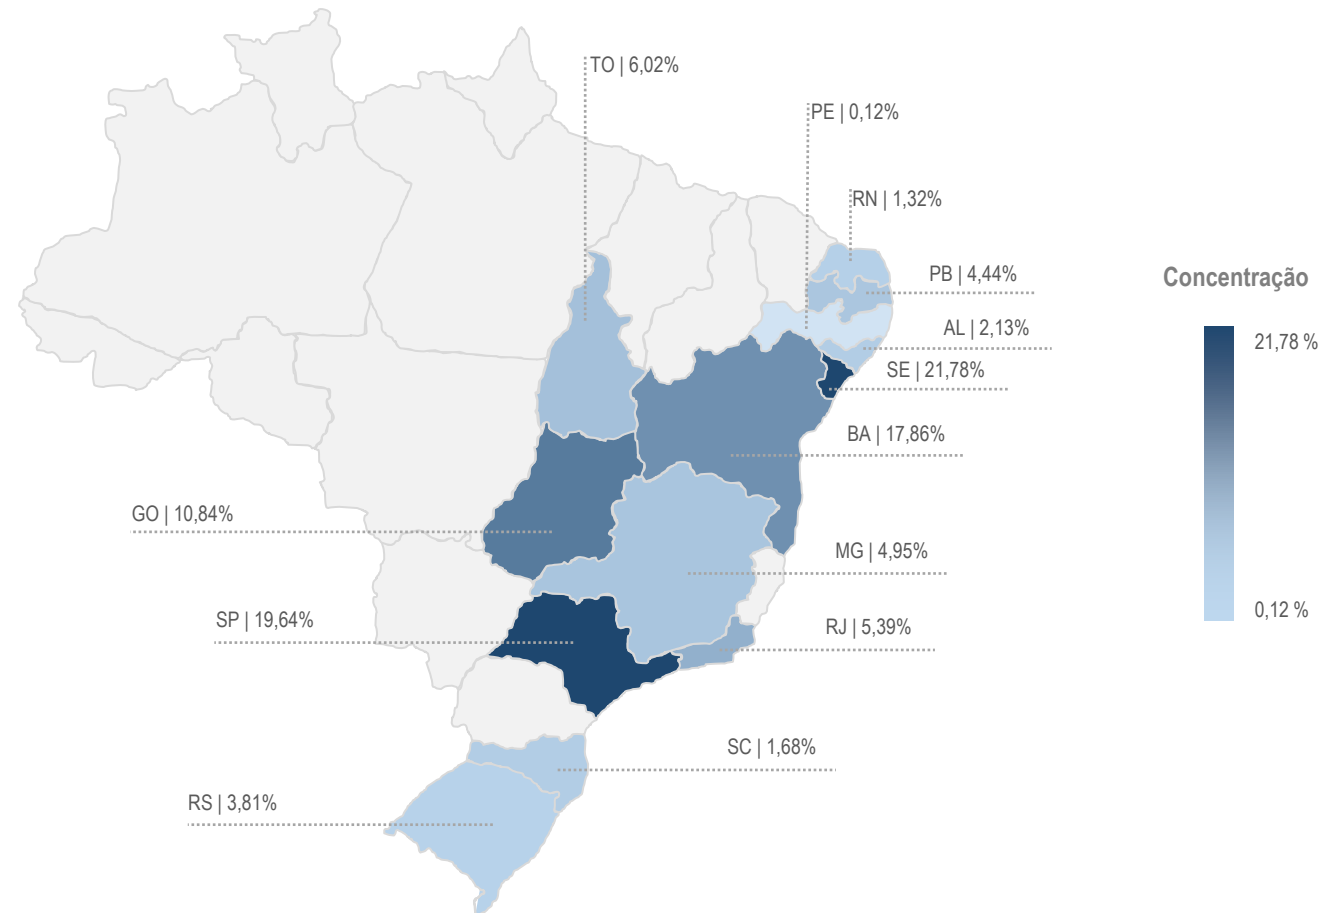 TO | 6,02%
PE | 0,12%
RN | 1,32%
PB | 4,44%
Concentração
AL | 2,13%
21,78 %
SE | 21,78%
BA | 17,86%
GO | 10,84%
MG | 4,95%
0,12 %
SP | 19,64%
RJ | 5,39%
SC | 1,68%
RS | 3,81%